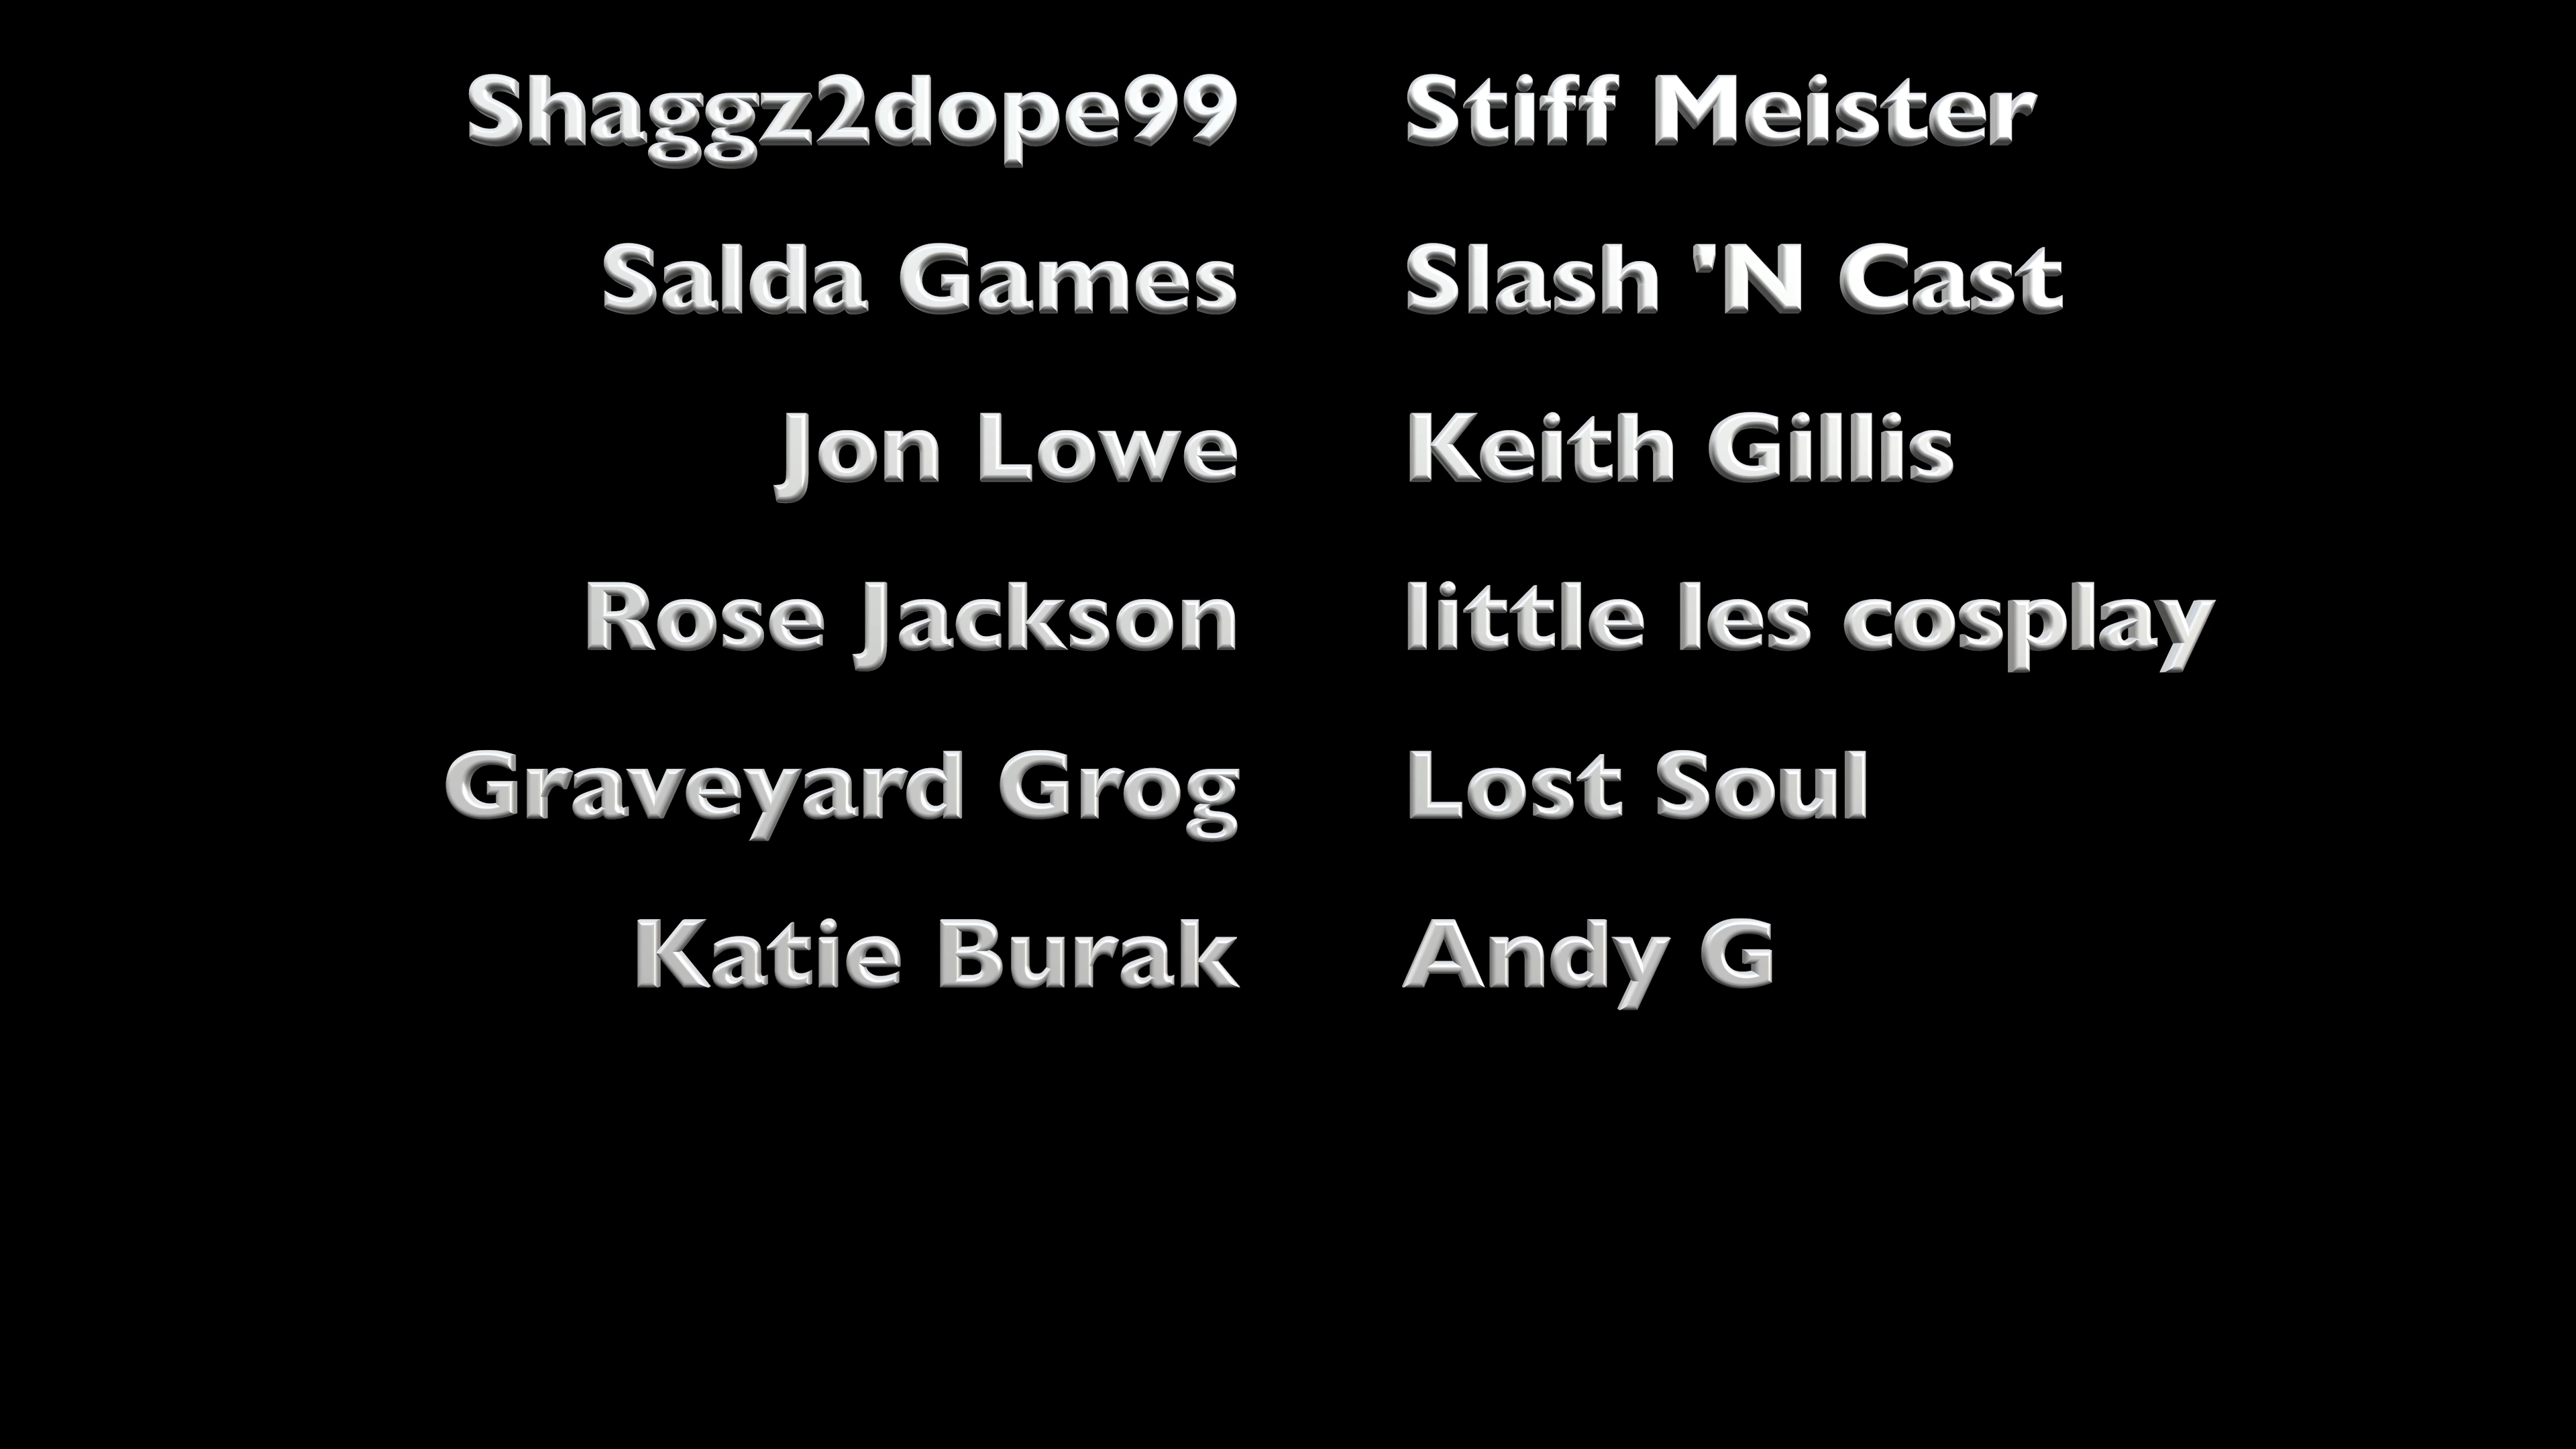 Shaggz2dope99 Stiff Meister
Salda Games Slash 'N Cast
Jon Lowe Keith Gillis
Rose Jackson little les cosplay
Graveyard Grog Lost Soul
Katie Burak Andy G